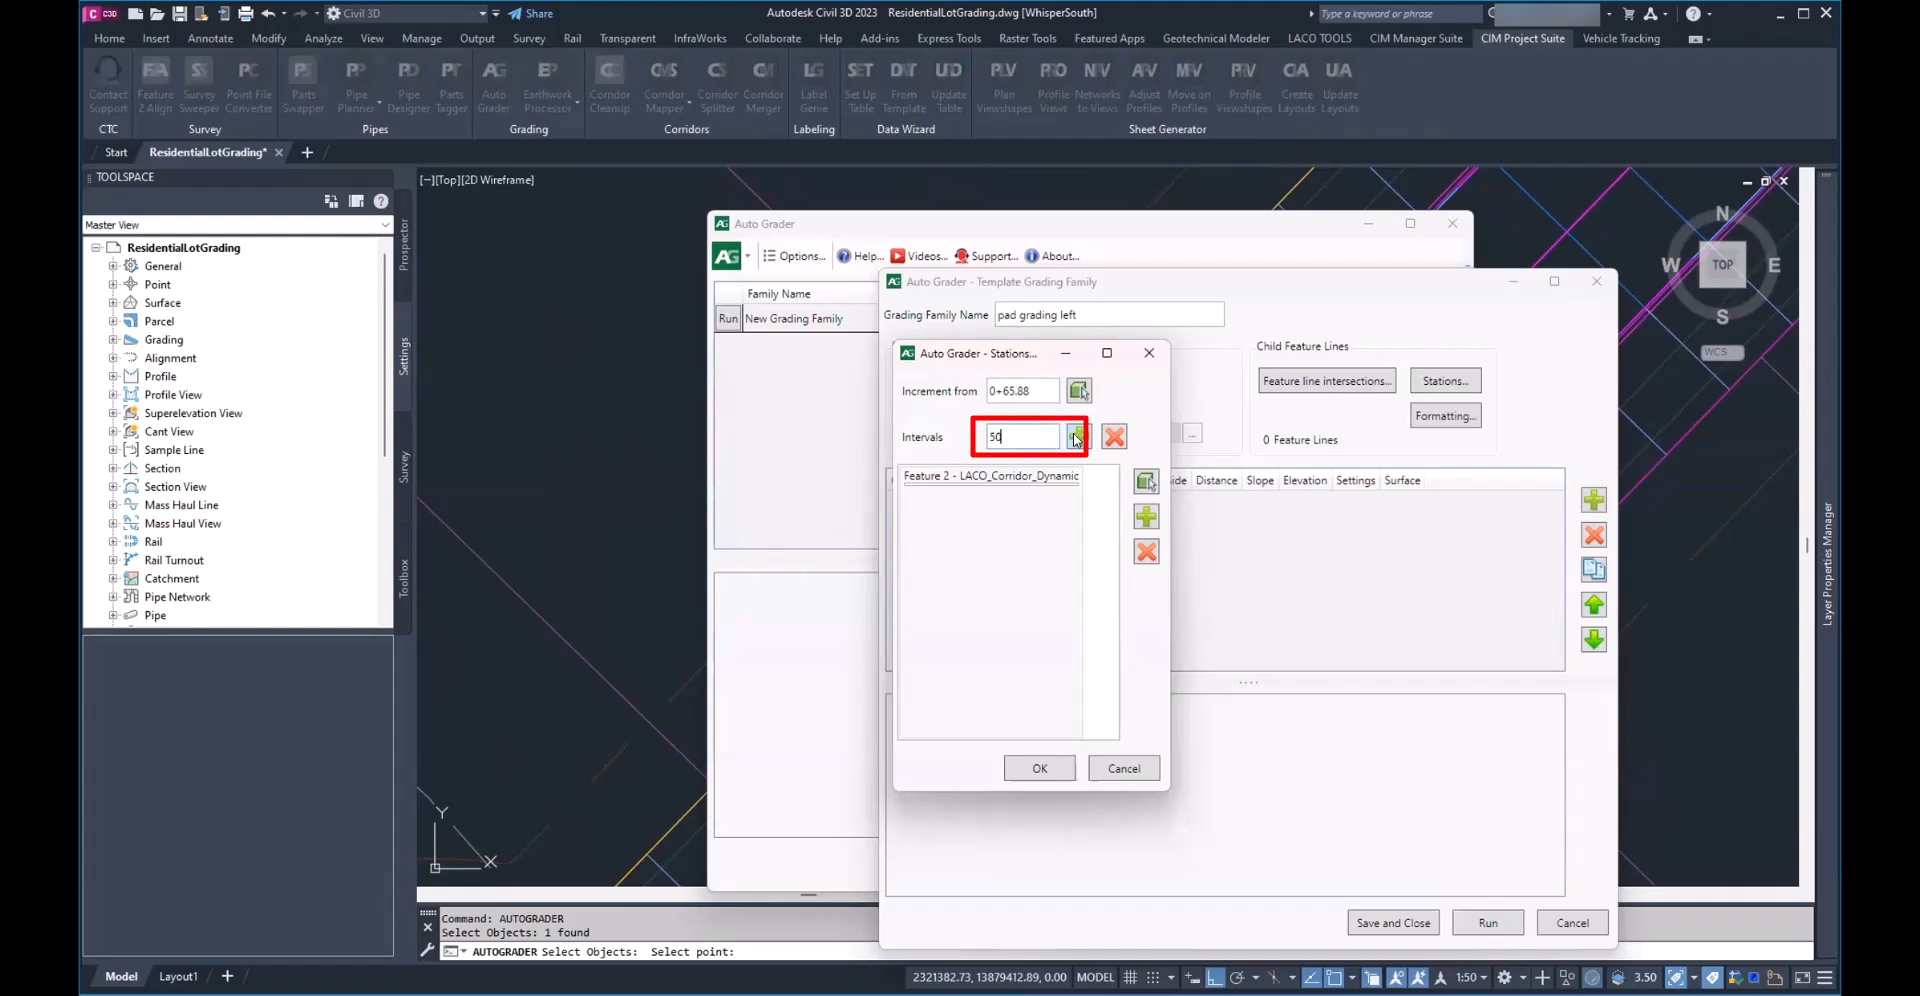 C3D
Civil 3D
Share
Autodesk Civil 3D 2023 ResidentialLotGrading.dwg [WhisperSouth]
Type a keyword or phrase
Home Insert Annotate Modify Analyze View Manage Output Survey Rail Transparent InfraWorks Collaborate Help Add-ins Express Tools Raster Tools Featured Apps Geotechnical Modeler LACO TOOLS CIM Manager Suite CIM Project Suite Vehicle Tracking
Contact Support
Feature 2 Align
Survey Sweeper
Point File Converter
Parts Swapper
Pipe Planner
Pipe Designer
Parts Tagger
Auto Grader
Earthwork Processor
Corridor Cleanup
Corridor Mapper
Corridor Splitter
Corridor Merger
Label Genie
Set Up Table
From Template
Update Table
Plan Viewshapes
Profile Views
Networks to Views
Adjust Profiles
Move on Profiles
Profile Viewshapes
Create Layouts
Update Layouts
CTC Survey Pipes Grading Corridors Labeling Data Wizard Sheet Generator
Start ResidentialLotGrading*
TOOLSPACE
Master View
ResidentialLotGrading
General
Point
Surface
Parcel
Grading
Alignment
Profile
Profile View
Superelevation View
Cant View
Sample Line
Section
Section View
Mass Haul Line
Mass Haul View
Rail
Rail Turnout
Catchment
Pipe Network
Pipe
Prospector
Settings
Survey
Toolbox
[−][Top][2D Wireframe]
N
W TOP E
S
WCS
Layer Properties Manager
AG Auto Grader
AG Options... Help... Videos... Support... About...
Family Name
Run New Grading Family
AG Auto Grader - Template Grading Family
Grading Family Name pad grading left
Child Feature Lines
Feature line intersections... Stations...
Formatting...
0 Feature Lines
...
ide Distance Slope Elevation Settings Surface
Save and Close Run Cancel
AG Auto Grader - Stations...
Increment from 0+65.88
Intervals 50
Feature 2 - LACO_Corridor_Dynamic
OK Cancel
Y
X
Command: AUTOGRADER
Select Objects: 1 found
AUTOGRADER Select Objects: Select point:
Model Layout1
2321382.73, 13879412.89, 0.00 MODEL 1:50 3.50